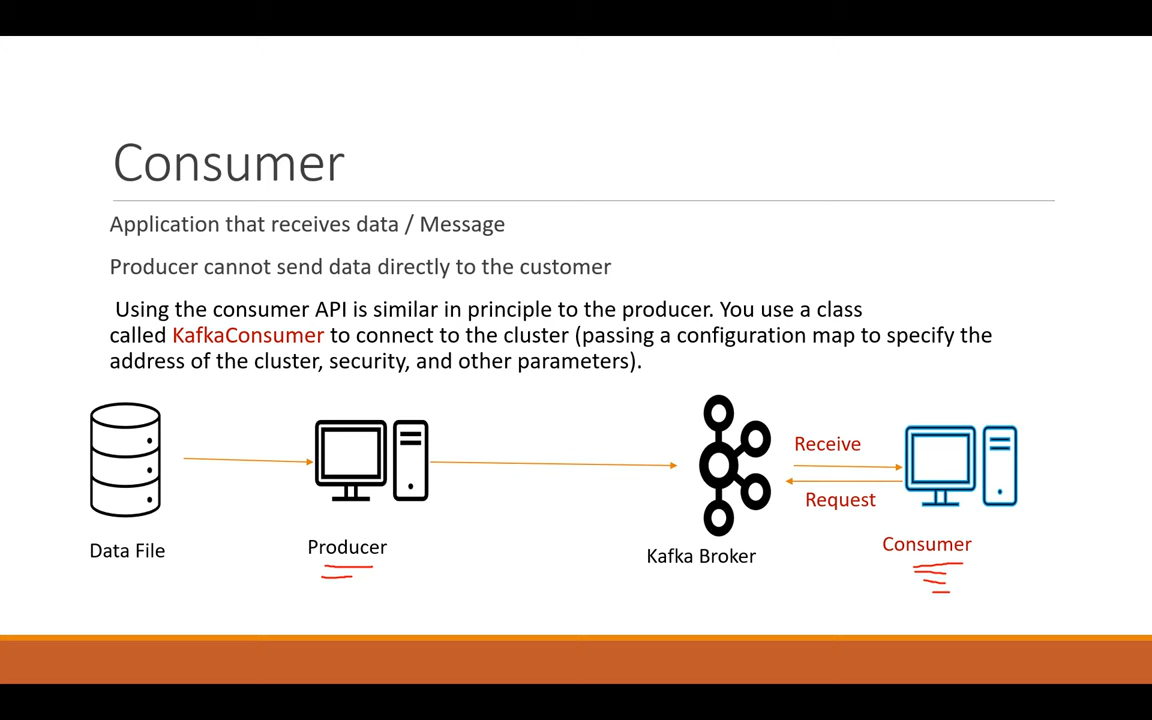 Consumer
Application that receives data / Message
Producer cannot send data directly to the customer
Using the consumer API is similar in principle to the producer. You use a class
called KafkaConsumer to connect to the cluster (passing a configuration map to specify the
address of the cluster, security, and other parameters).
Receive
Request
Data File
Producer
Kafka Broker
Consumer